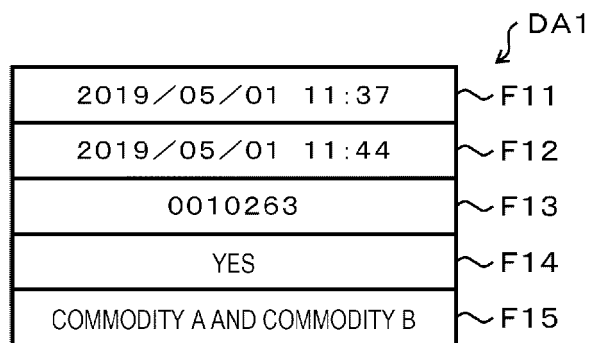 DA1
2019/05/01 11:37 F11
2019/05/01 11:44 F12
0010263 F13
YES F14
COMMODITY A AND COMMODITY B F15